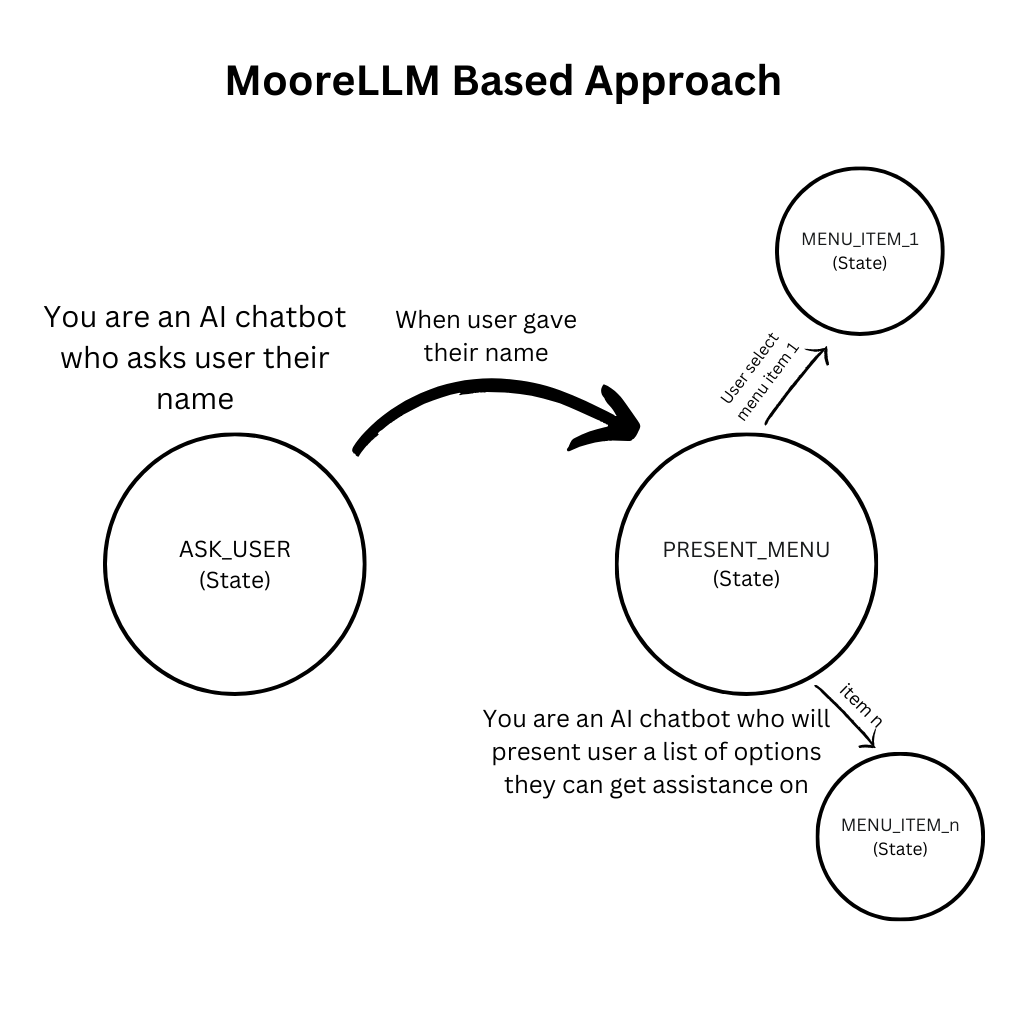 MooreLLM Based Approach
MENU_ITEM_1
(State)
You are an AI chatbot
who asks user their
name
When user gave
their name
User select
menu item 1
ASK_USER
(State)
PRESENT_MENU
(State)
item n
You are an AI chatbot who will
present user a list of options
they can get assistance on
MENU_ITEM_n
(State)